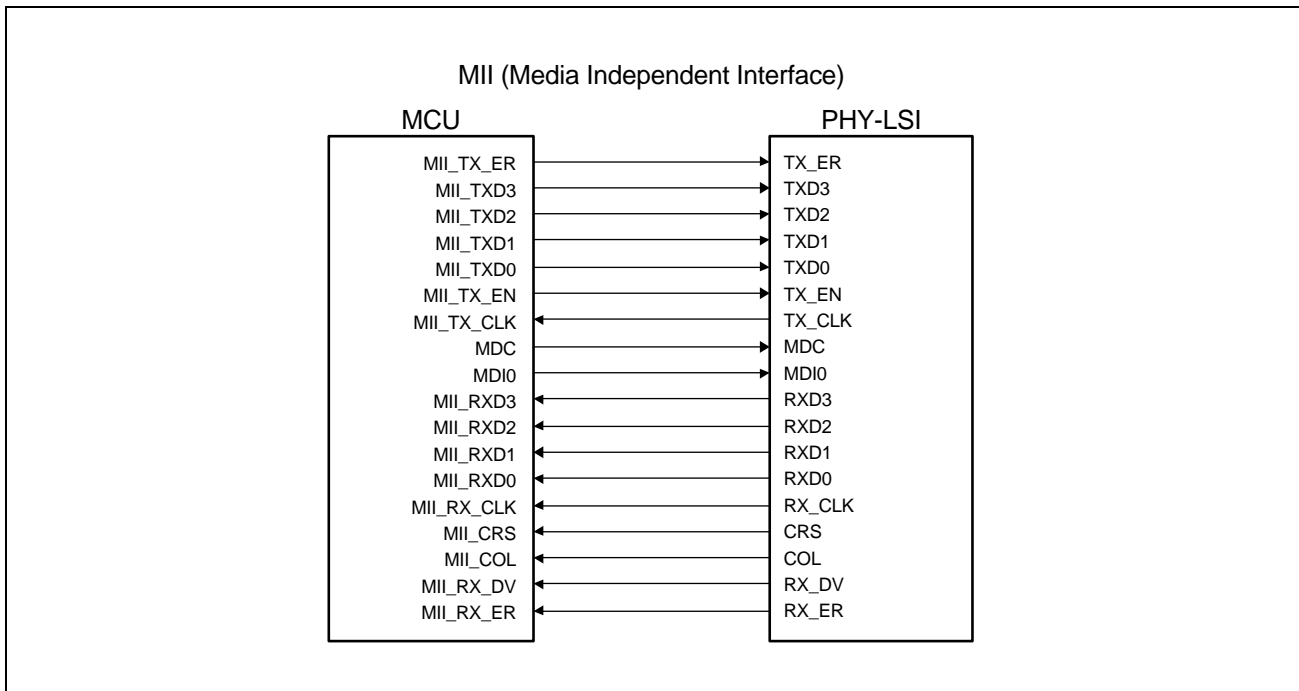 MII (Media Independent Interface)
MCU PHY-LSI
MII_TX_ER TX_ER
MII_TXD3 TXD3
MII_TXD2 TXD2
MII_TXD1 TXD1
MII_TXD0 TXD0
MII_TX_EN TX_EN
MII_TX_CLK TX_CLK
MDC MDC
MDI0 MDI0
MII_RXD3 RXD3
MII_RXD2 RXD2
MII_RXD1 RXD1
MII_RXD0 RXD0
MII_RX_CLK RX_CLK
MII_CRS CRS
MII_COL COL
MII_RX_DV RX_DV
MII_RX_ER RX_ER